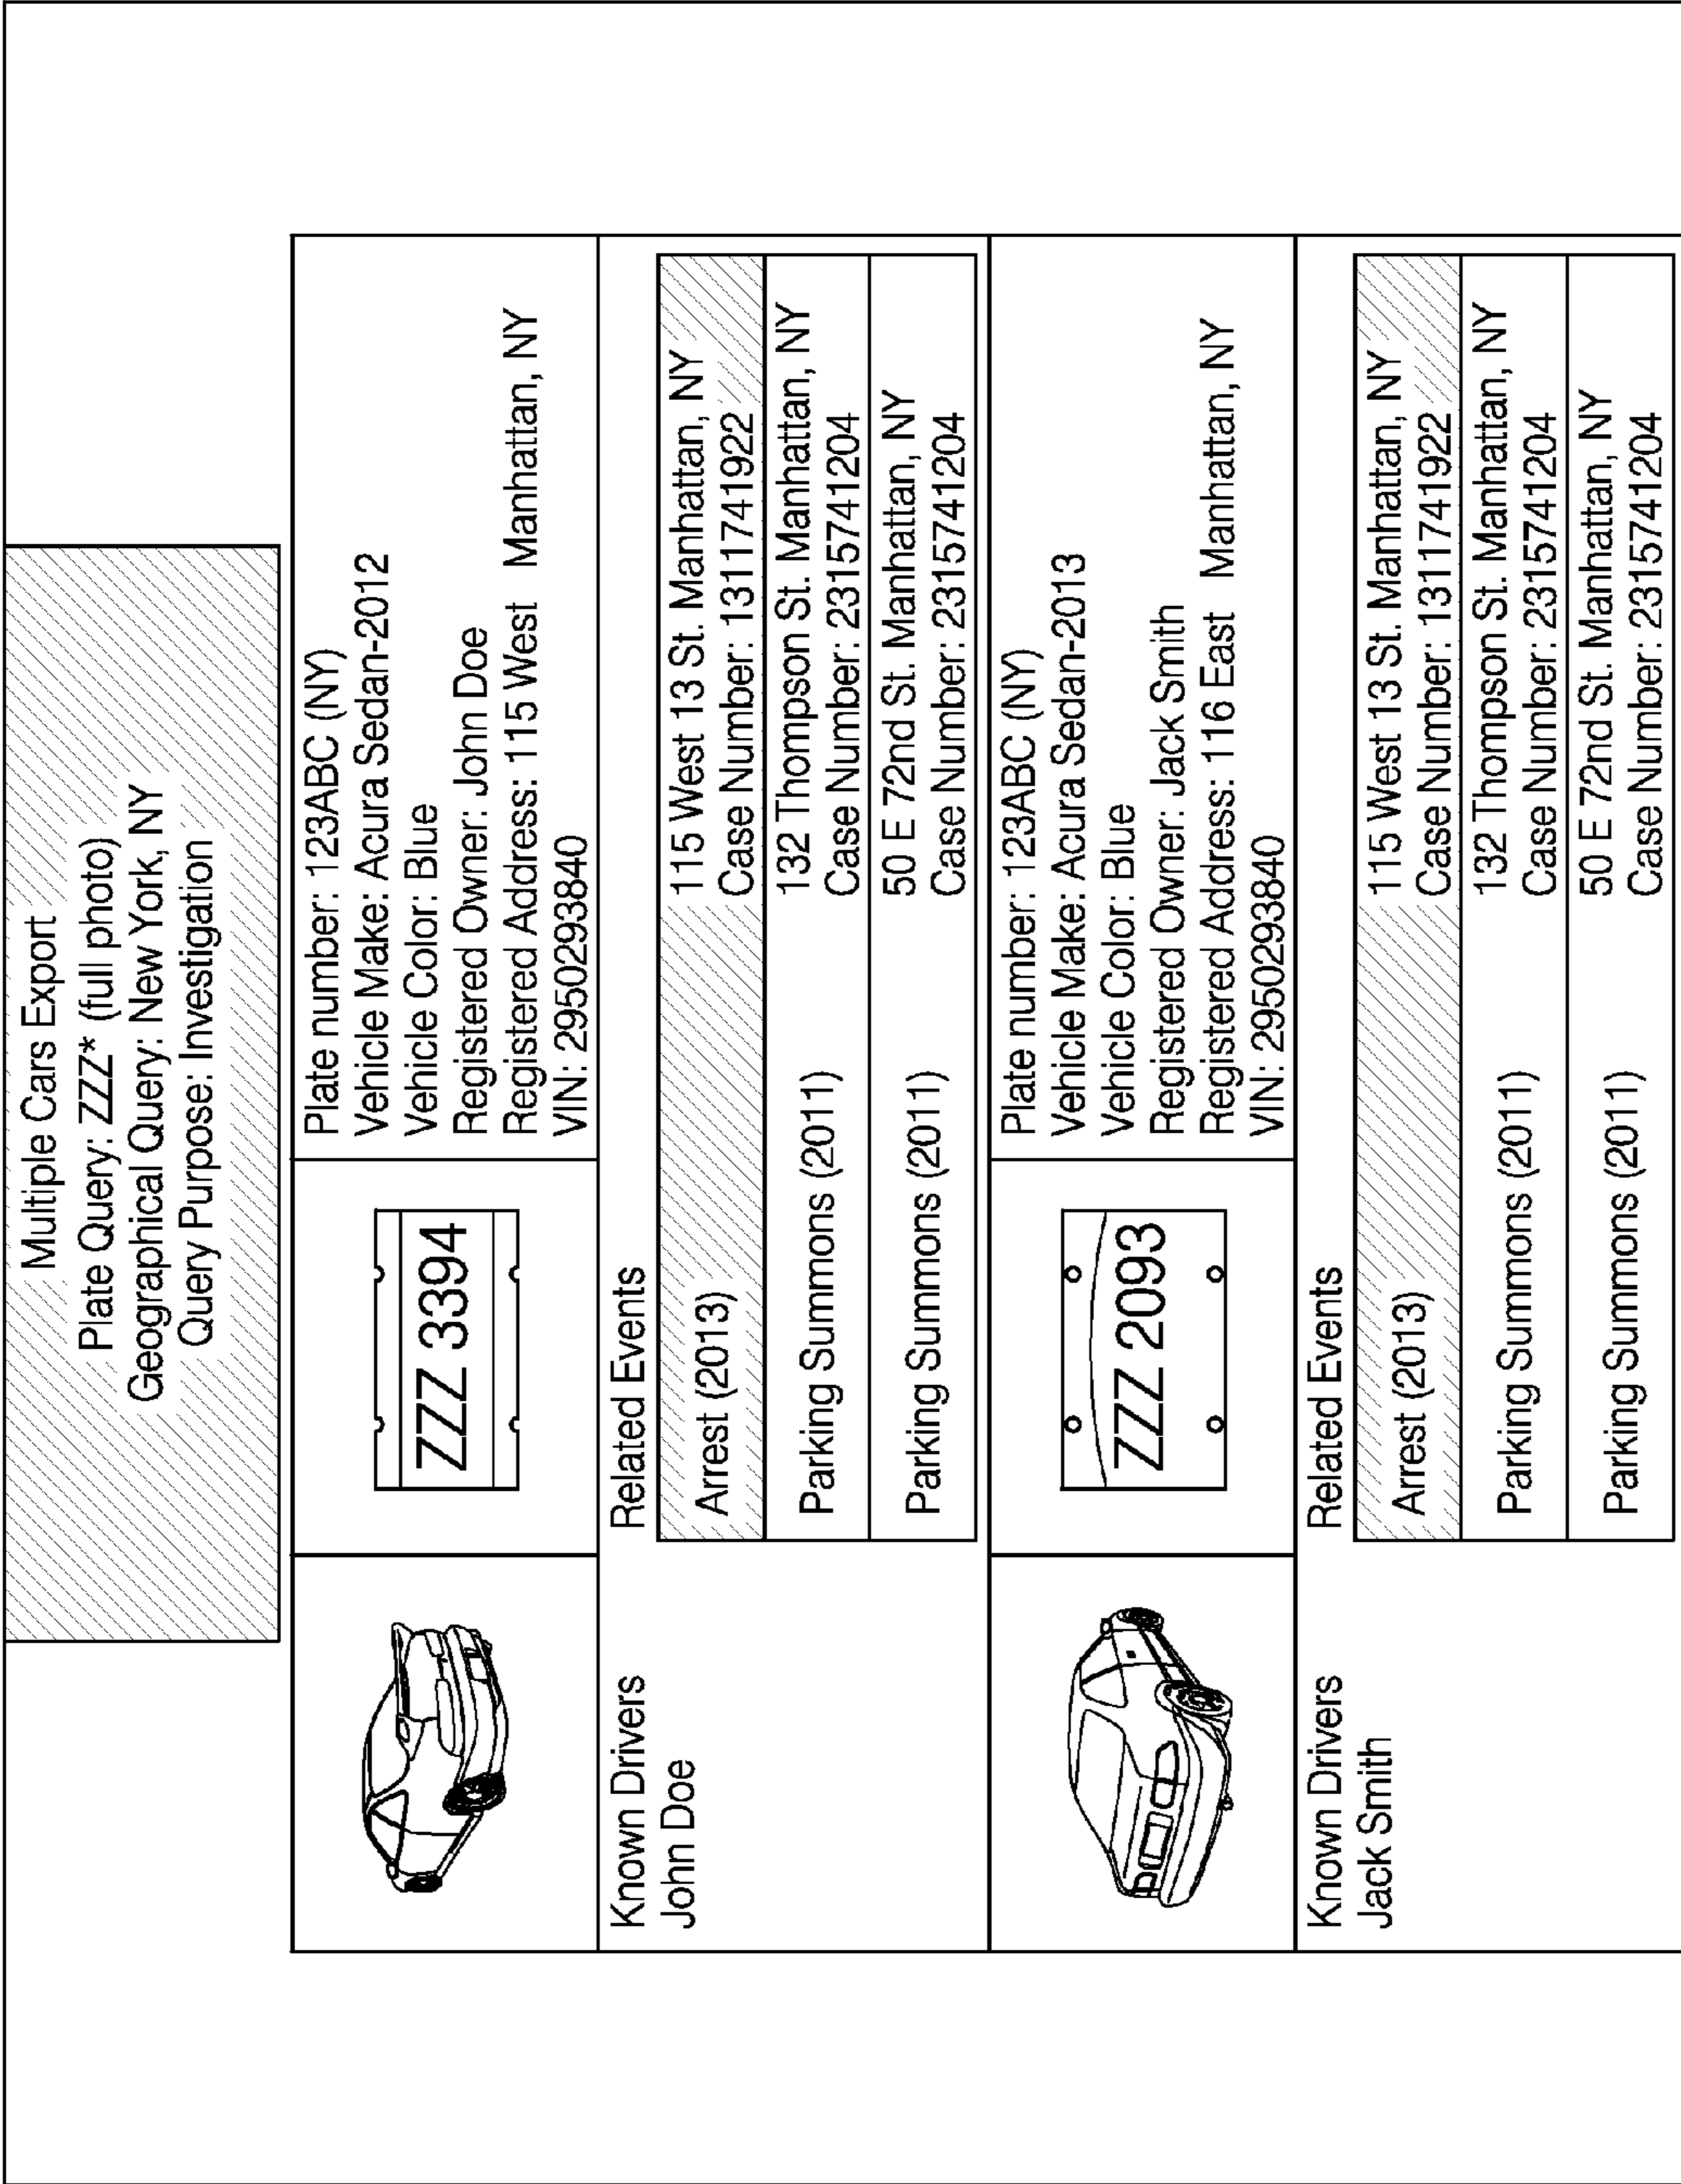 Multiple Cars Export
Plate Query: ZZZ* (full photo)
Geographical Query: New York, NY
Query Purpose: Investigation
ZZZ 3394
Plate number: 123ABC (NY)
Vehicle Make: Acura Sedan-2012
Vehicle Color: Blue
Registered Owner: John Doe
Registered Address: 115 West Manhattan, NY
VIN: 2950293840
Known Drivers
John Doe
Related Events
Arrest (2013) 115 West 13 St. Manhattan, NY
Case Number: 1311741922
Parking Summons (2011) 132 Thompson St. Manhattan, NY
Case Number: 2315741204
Parking Summons (2011) 50 E 72nd St. Manhattan, NY
Case Number: 2315741204
ZZZ 2093
Plate number: 123ABC (NY)
Vehicle Make: Acura Sedan-2013
Vehicle Color: Blue
Registered Owner: Jack Smith
Registered Address: 116 East Manhattan, NY
VIN: 2950293840
Known Drivers
Jack Smith
Related Events
Arrest (2013) 115 West 13 St. Manhattan, NY
Case Number: 1311741922
Parking Summons (2011) 132 Thompson St. Manhattan, NY
Case Number: 2315741204
Parking Summons (2011) 50 E 72nd St. Manhattan, NY
Case Number: 2315741204